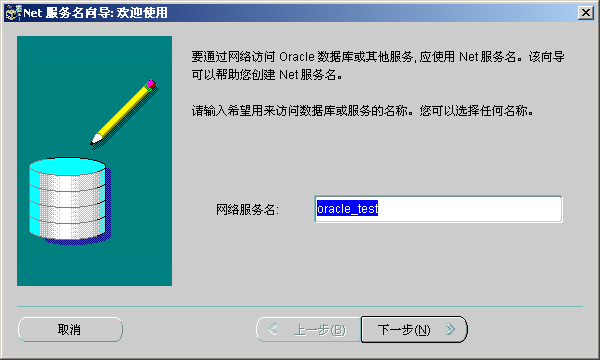 Net 服务名向导: 欢迎使用
要通过网络访问 Oracle 数据库或其他服务, 应使用 Net 服务名。该向导
可以帮助您创建 Net 服务名。
请输入希望用来访问数据库或服务的名称。您可以选择任何名称。
网络服务名: oracle_test
取消 上一步(B) 下一步(N)